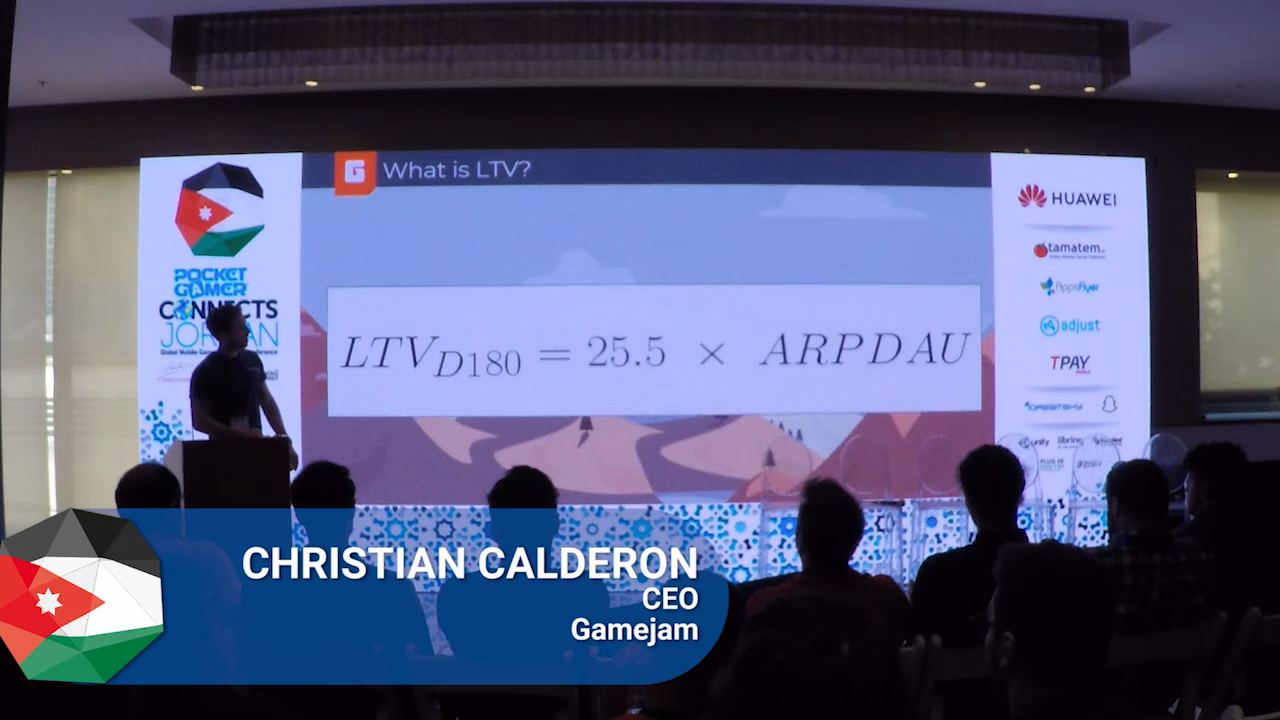 G What is LTV?
POCKET
GAMER
CONNECTS
JORDAN
LTV_D180 = 25.5 × ARPDAU
HUAWEI
tamatem
AppsFlyer
adjust
TPAY
iDREAMSKY
unity
CHRISTIAN CALDERON
CEO
Gamejam